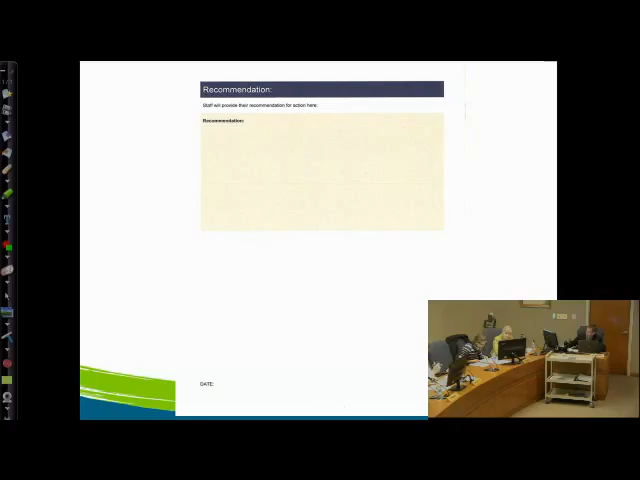 Recommendation:
Staff will provide their recommendation for action here:
Recommendation:
DATE: